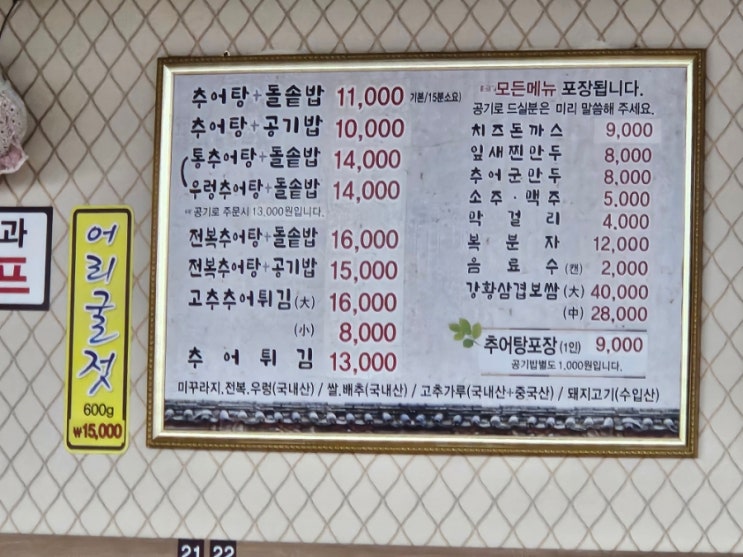 추어탕+돌솥밥 11,000 기본/15분소요)
추어탕+공기밥 10,000
통추어탕+돌솥밥 14,000
우렁추어탕+돌솥밥 14,000
공기로 주문시 13,000원입니다.
전복추어탕+돌솥밥 16,000
전복추어탕+공기밥 15,000
고추추어튀김(大) 16,000
(小) 8,000
추어튀김 13,000
모든메뉴 포장됩니다.
공기로 드실분은 미리 말씀해 주세요.
치즈돈까스 9,000
잎새찐만두 8,000
추어군만두 8,000
소주·맥주 5,000
막걸리 4,000
복분자 12,000
음료수(캔) 2,000
강황삼겹보쌈(大) 40,000
(中) 28,000
추어탕포장(1인) 9,000
공기밥별도 1,000원입니다.
미꾸라지.전복.우렁(국내산) / 쌀.배추(국내산) / 고추가루(국내산+중국산) / 돼지고기(수입산)
과
프
어리굴젓
600g
₩15,000
21 22